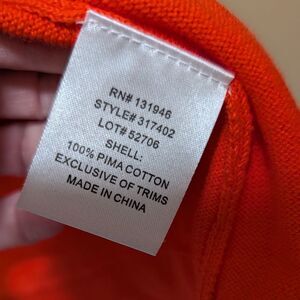 RN# 131946
STYLE# 317402
LOT# 52706
SHELL:
100% PIMA COTTON
EXCLUSIVE OF TRIMS
MADE IN CHINA